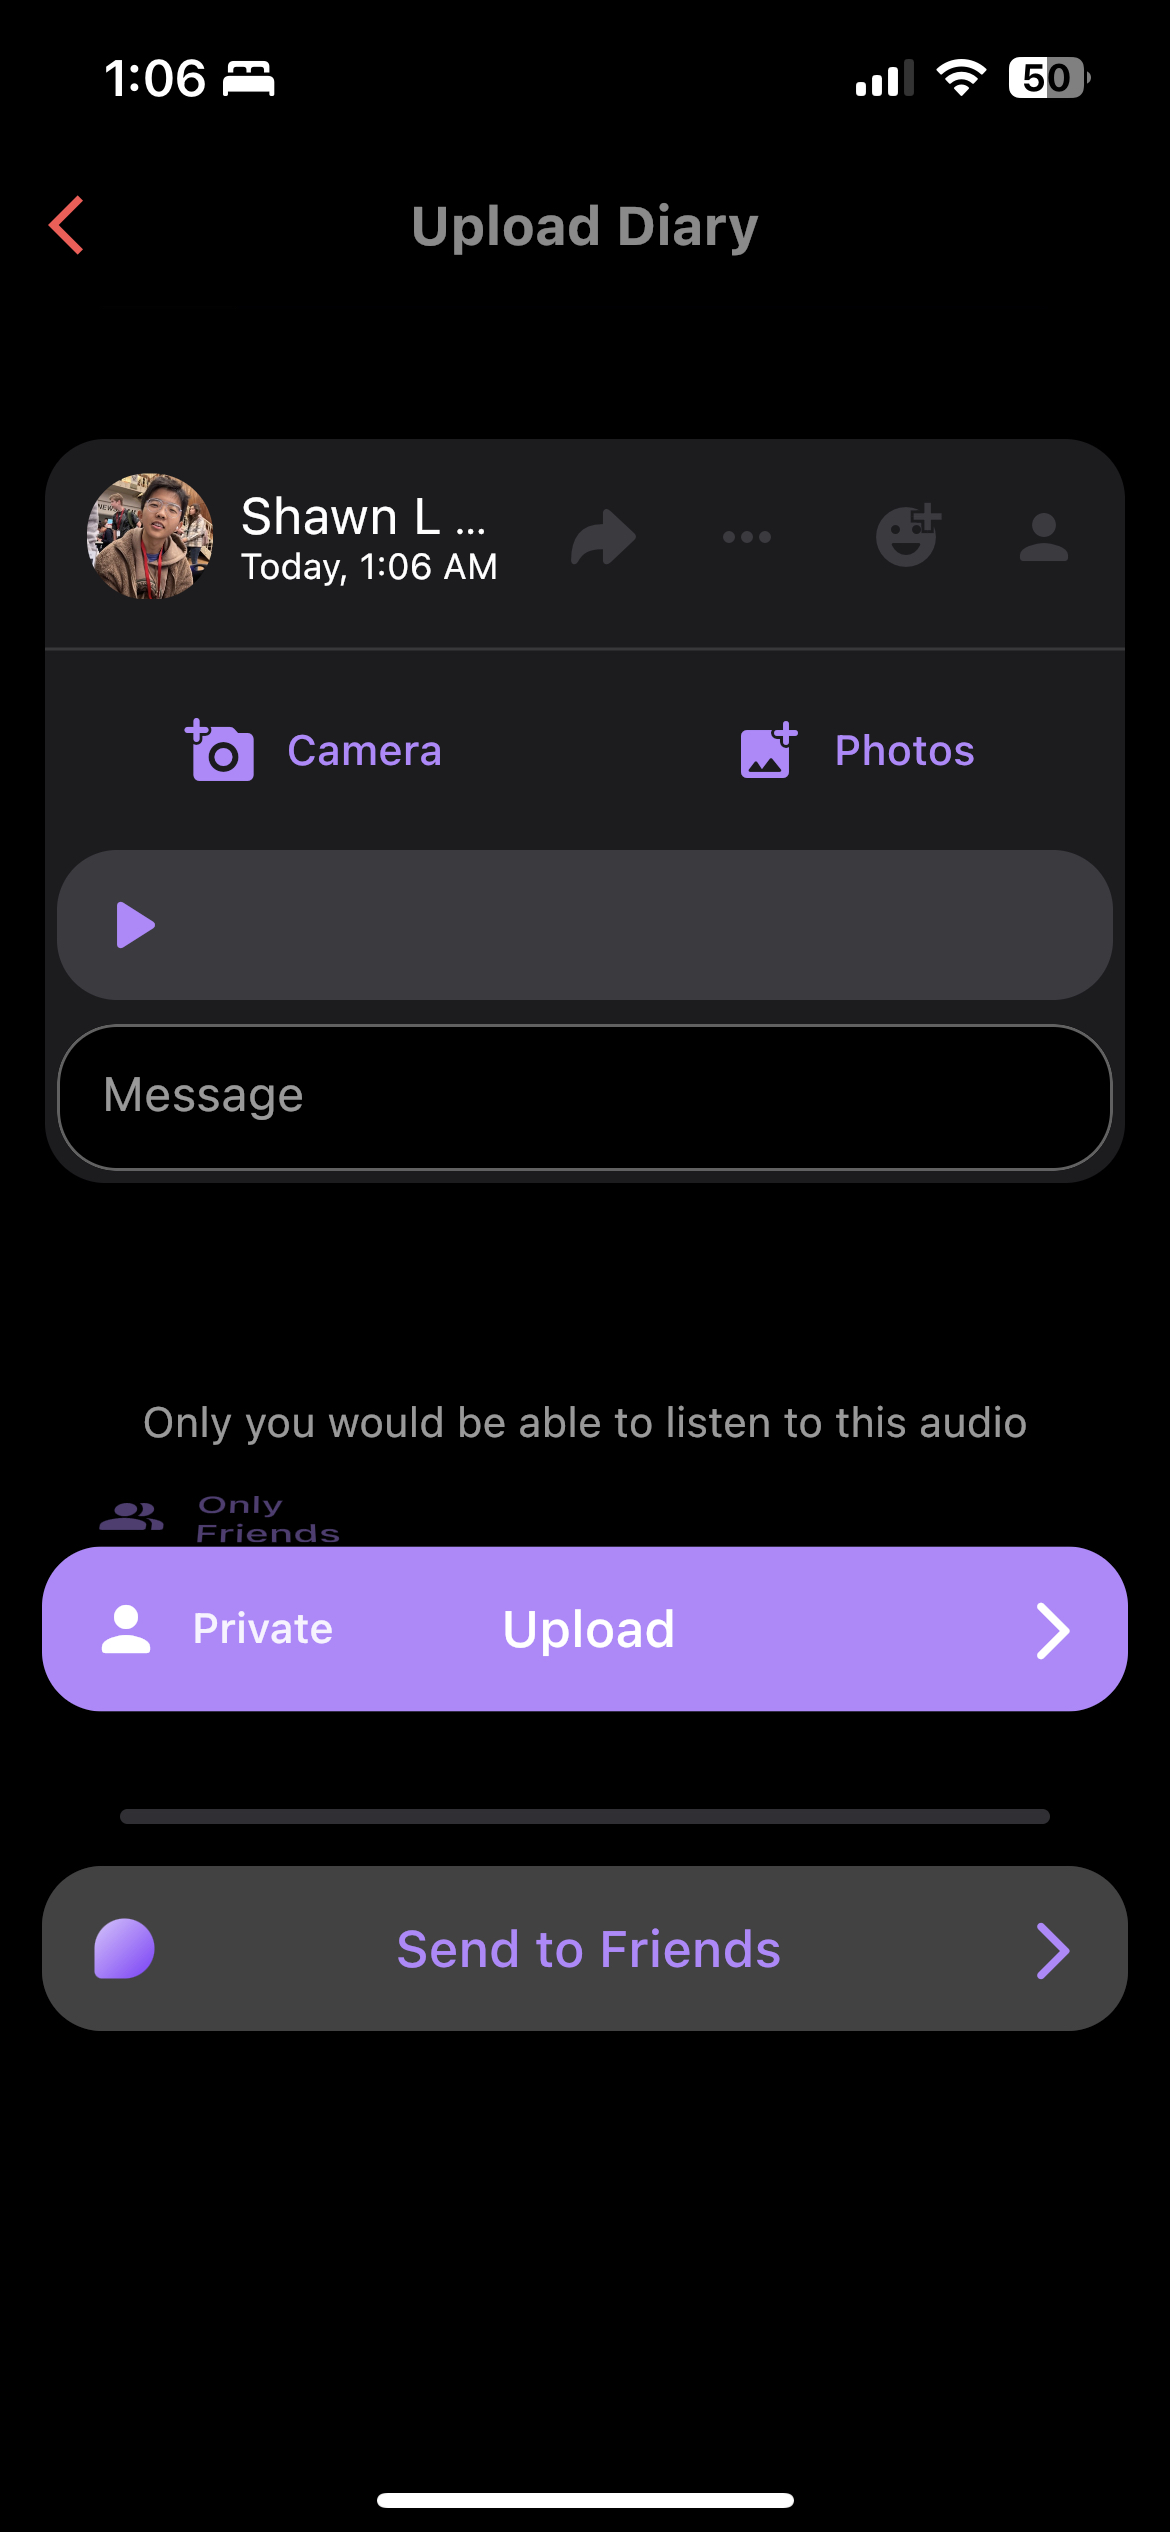 1:06
50
Upload Diary
Shawn L ...
Today, 1:06 AM
Camera
Photos
Message
Only you would be able to listen to this audio
Only
Friends
Private
Upload
Send to Friends